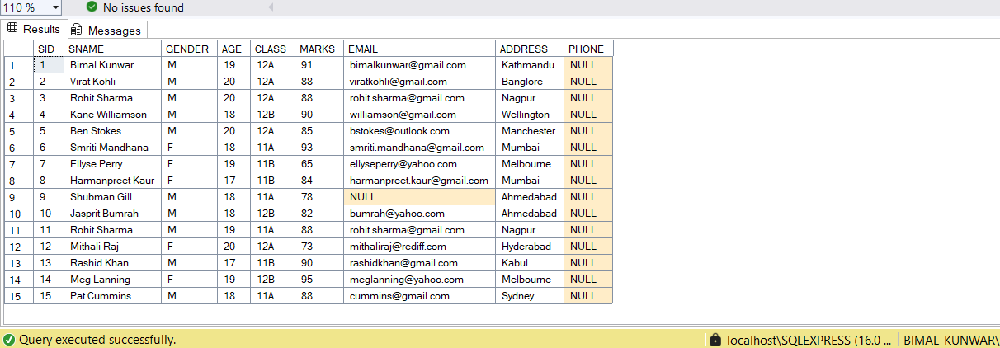 110 % No issues found
Results Messages
SID SNAME GENDER AGE CLASS MARKS EMAIL ADDRESS PHONE
1 1 Bimal Kunwar M 19 12A 91 bimalkunwar@gmail.com Kathmandu NULL
2 2 Virat Kohli M 20 12A 88 viratkohli@gmail.com Banglore NULL
3 3 Rohit Sharma M 20 12A 88 rohit.sharma@gmail.com Nagpur NULL
4 4 Kane Williamson M 18 12B 90 williamson@gmail.com Wellington NULL
5 5 Ben Stokes M 20 12A 85 bstokes@outlook.com Manchester NULL
6 6 Smriti Mandhana F 18 11A 93 smriti.mandhana@gmail.com Mumbai NULL
7 7 Ellyse Perry F 19 11B 65 ellyseperry@yahoo.com Melbourne NULL
8 8 Harmanpreet Kaur F 17 11B 84 harmanpreet.kaur@gmail.com Mumbai NULL
9 9 Shubman Gill M 18 11A 78 NULL Ahmedabad NULL
10 10 Jasprit Bumrah M 18 12B 82 bumrah@yahoo.com Ahmedabad NULL
11 11 Rohit Sharma M 19 11A 88 rohit.sharma@gmail.com Nagpur NULL
12 12 Mithali Raj F 20 12A 73 mithaliraj@rediff.com Hyderabad NULL
13 13 Rashid Khan M 17 11B 90 rashidkhan@gmail.com Kabul NULL
14 14 Meg Lanning F 19 12B 95 meglanning@yahoo.com Melbourne NULL
15 15 Pat Cummins M 18 11A 88 cummins@gmail.com Sydney NULL
Query executed successfully. localhost\SQLEXPRESS (16.0 ... BIMAL-KUNWAR\